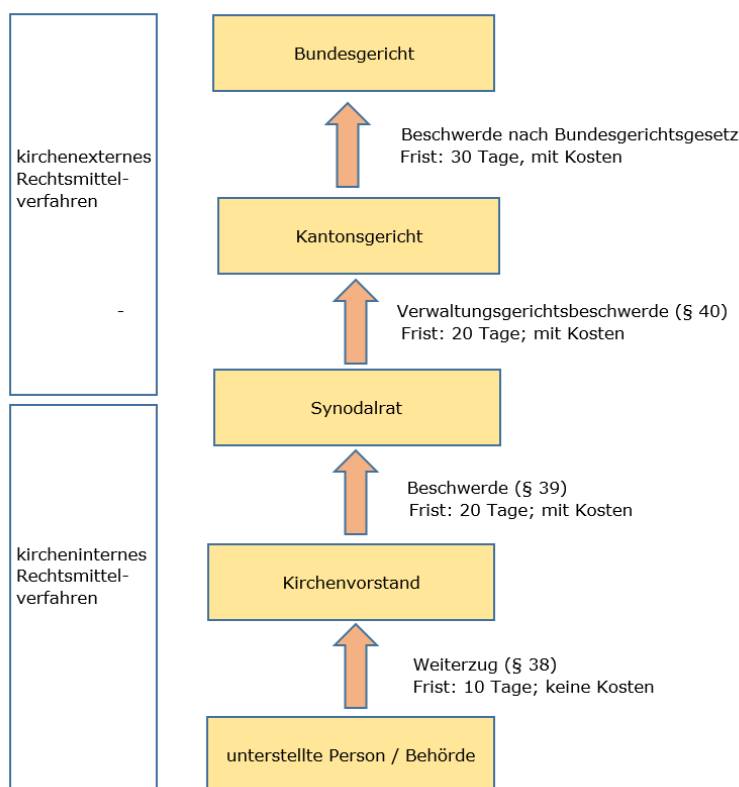 Bundesgericht
Beschwerde nach Bundesgerichtsgesetz
Frist: 30 Tage, mit Kosten
kirchenexternes
Rechtsmittel-
verfahren
Kantonsgericht
-
Verwaltungsgerichtsbeschwerde (§ 40)
Frist: 20 Tage; mit Kosten
Synodalrat
Beschwerde (§ 39)
Frist: 20 Tage; mit Kosten
kircheninternes
Rechtsmittel-
verfahren
Kirchenvorstand
Weiterzug (§ 38)
Frist: 10 Tage; keine Kosten
unterstellte Person / Behörde